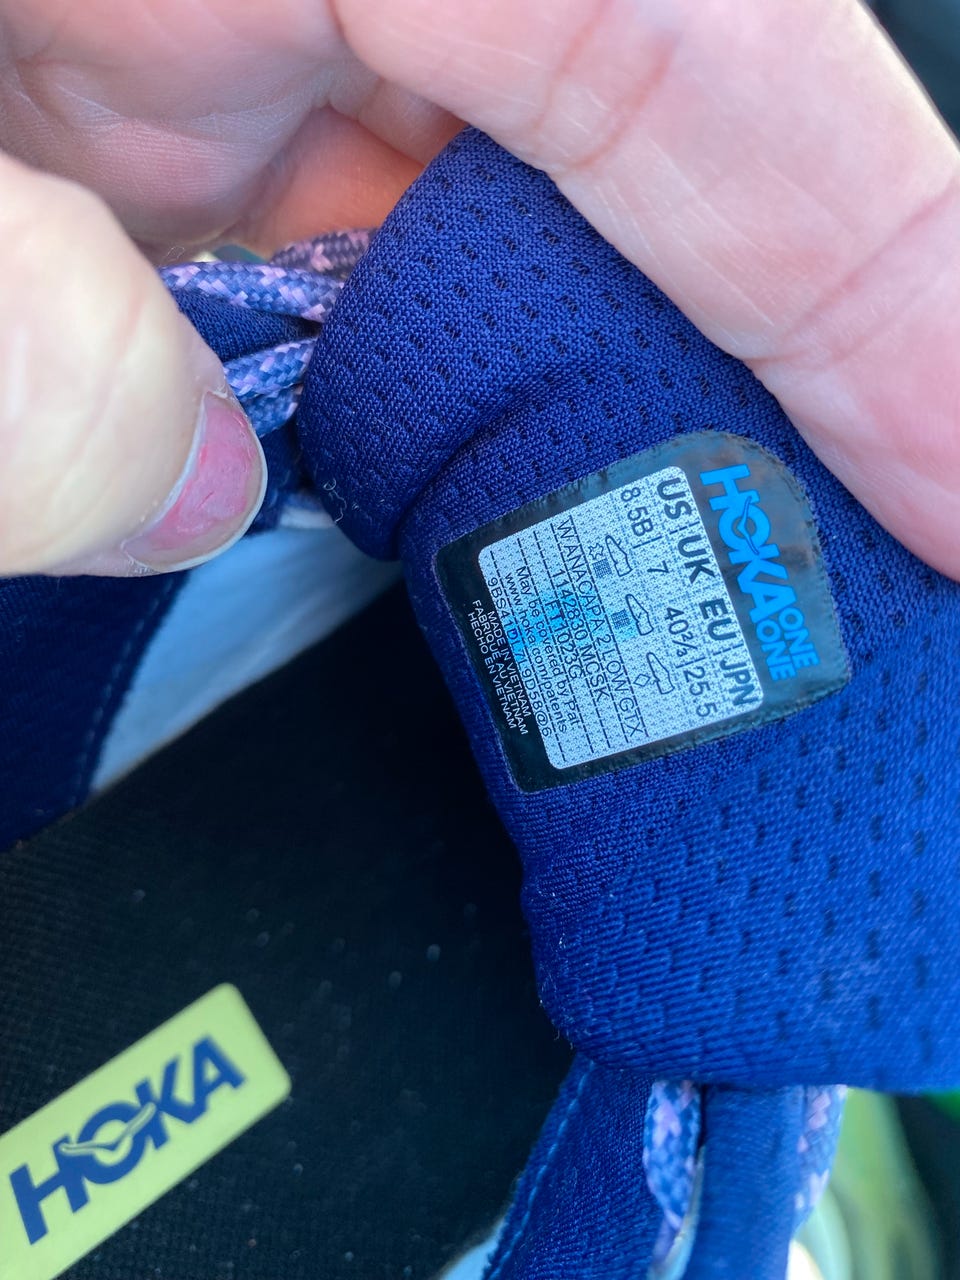 HOKA ONE ONE
US UK EU JPN
8.5B 7 40⅔ 25.5
W ANACAPA 2 LOW GTX
1142830 MCSK
FT110236
May be covered by Pat.
www.hoka.com/patents
MADE IN VIETNAM
FABRIQUÉ AU VIETNAM
HECHO EN VIETNAM
HOKA